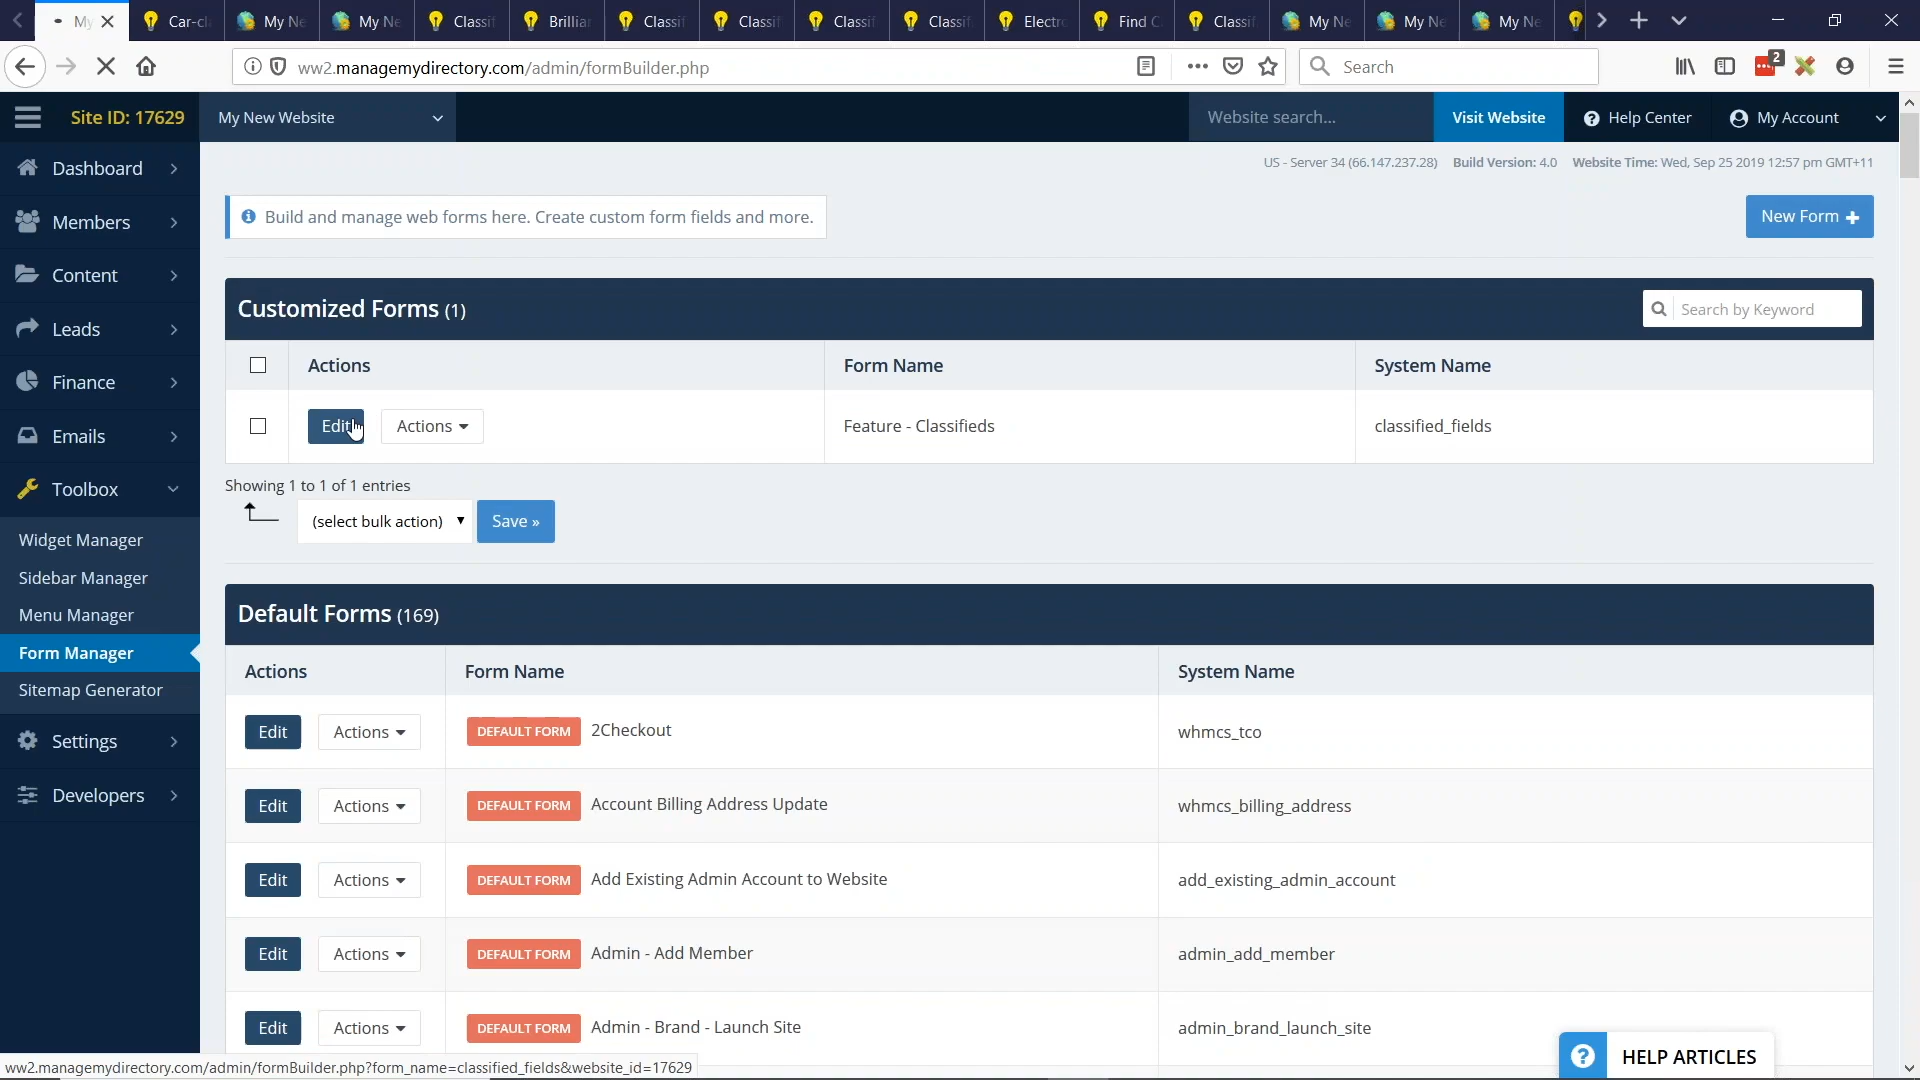 My
Car-cl
My Ne
My Ne
Classif
Brillian
Classif
Classif
Classif
Classif
Electro
Find C
Classif
My Ne
My Ne
My Ne
ww2.managemydirectory.com/admin/formBuilder.php
Search
2
Site ID: 17629
My New Website
Website search...
Visit Website
Help Center
My Account
US - Server 34 (66.147.237.28) Build Version: 4.0 Website Time: Wed, Sep 25 2019 12:57 pm GMT+11
Dashboard
Members
Content
Leads
Finance
Emails
Toolbox
Widget Manager
Sidebar Manager
Menu Manager
Form Manager
Sitemap Generator
Settings
Developers
Build and manage web forms here. Create custom form fields and more.
New Form
Customized Forms (1)
Search by Keyword
Actions Form Name System Name
Edit Actions Feature - Classifieds classified_fields
Showing 1 to 1 of 1 entries
(select bulk action) Save »
Default Forms (169)
Actions Form Name System Name
Edit Actions DEFAULT FORM 2Checkout whmcs_tco
Edit Actions DEFAULT FORM Account Billing Address Update whmcs_billing_address
Edit Actions DEFAULT FORM Add Existing Admin Account to Website add_existing_admin_account
Edit Actions DEFAULT FORM Admin - Add Member admin_add_member
Edit Actions DEFAULT FORM Admin - Brand - Launch Site admin_brand_launch_site
HELP ARTICLES
ww2.managemydirectory.com/admin/formBuilder.php?form_name=classified_fields&website_id=17629